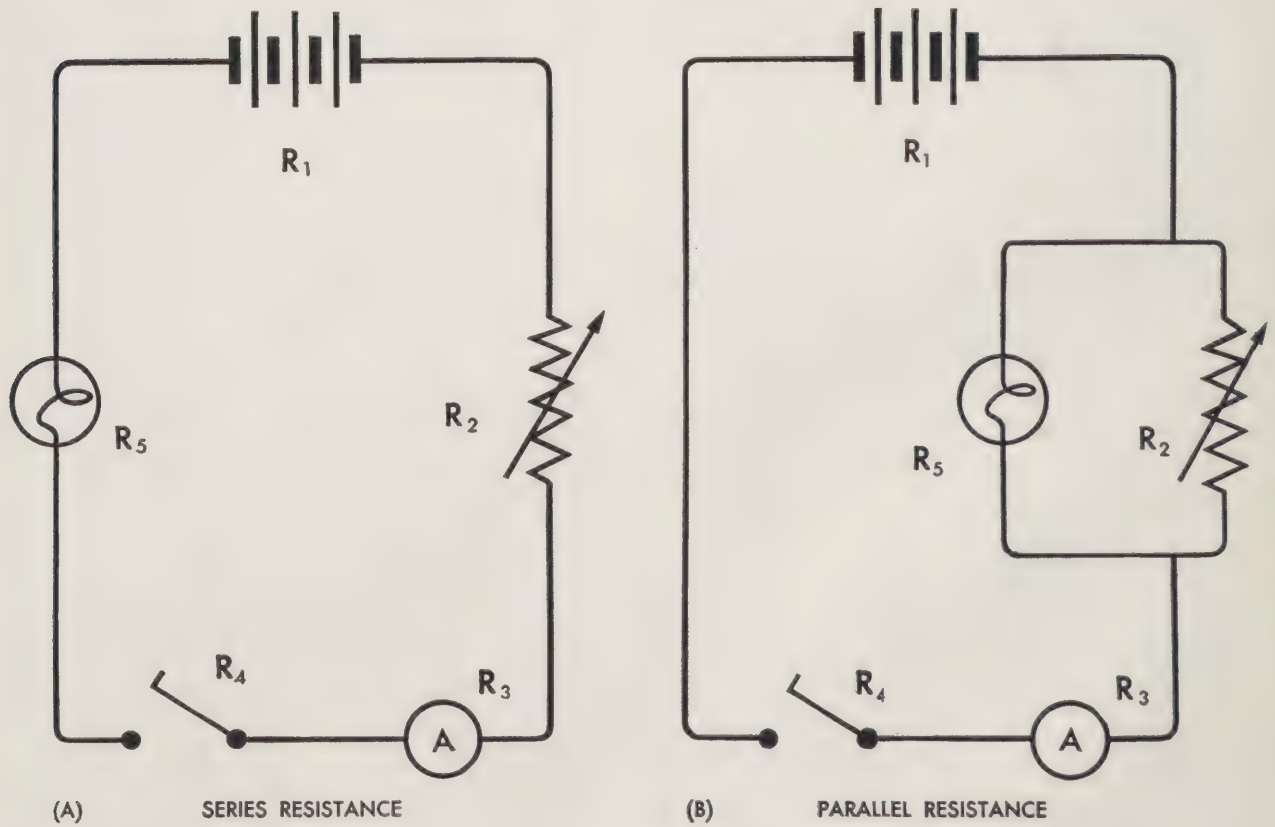 R₁
R₂
R₅
R₄
R₃
A
(A) SERIES RESISTANCE
R₁
R₅
R₂
R₄
R₃
A
(B) PARALLEL RESISTANCE